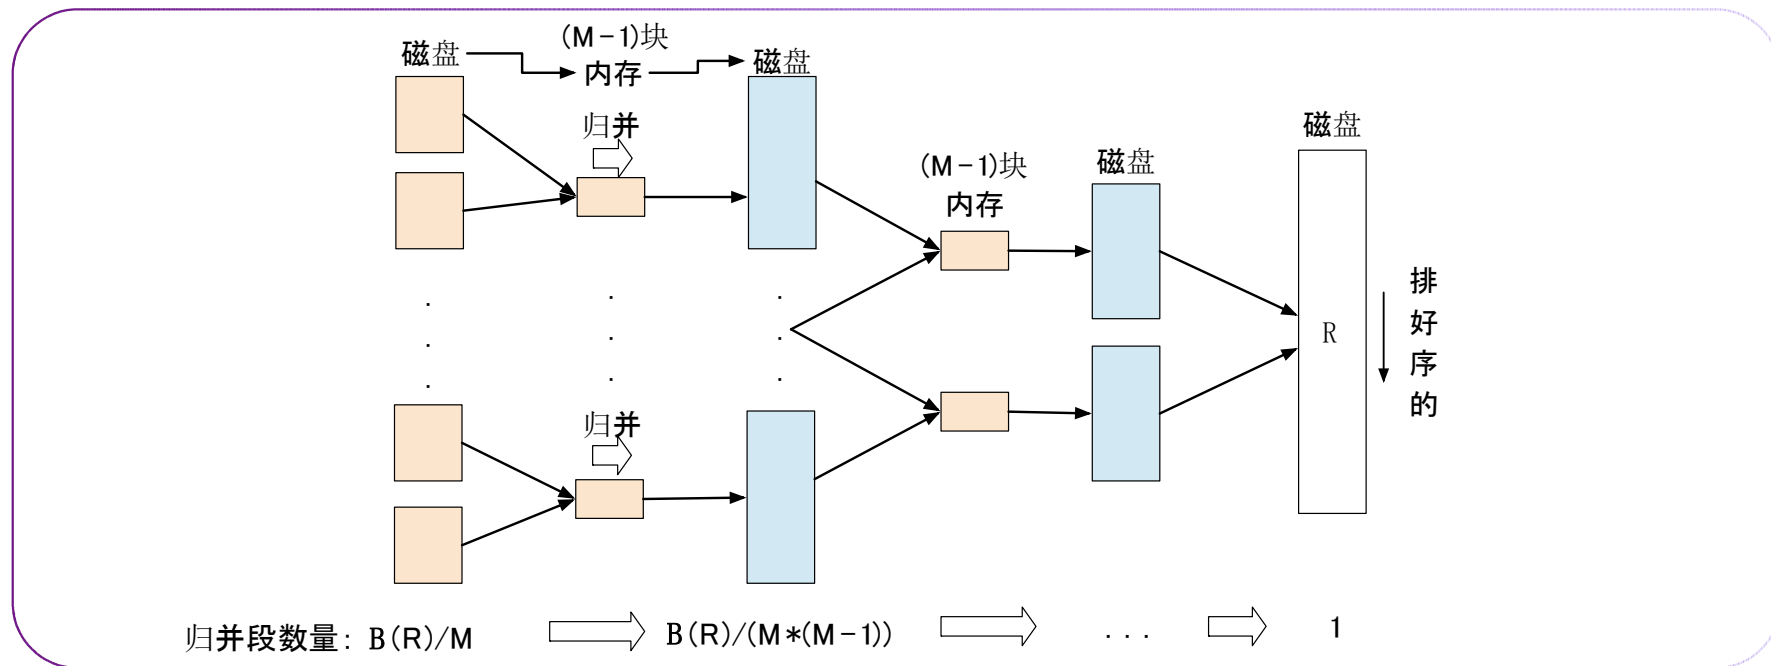 磁盘
(M-1)块
内存
磁盘
归并
(M-1)块
内存
磁盘
磁盘
R
排好序的
归并
归并段数量: B(R)/M
B(R)/(M*(M-1))
...
1